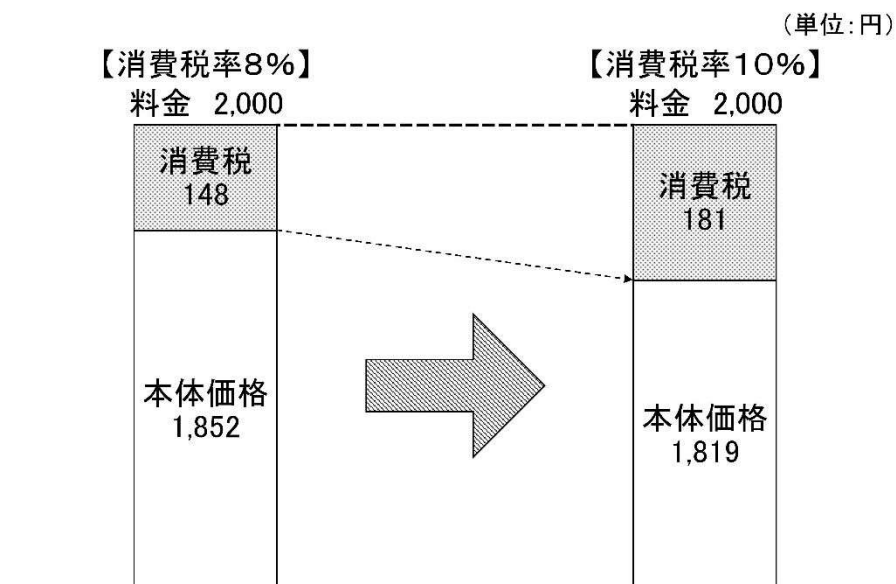 （単位：円）
【消費税率８％】
料金 2,000
消費税
148
本体価格
1,852
【消費税率１０％】
料金 2,000
消費税
181
本体価格
1,819